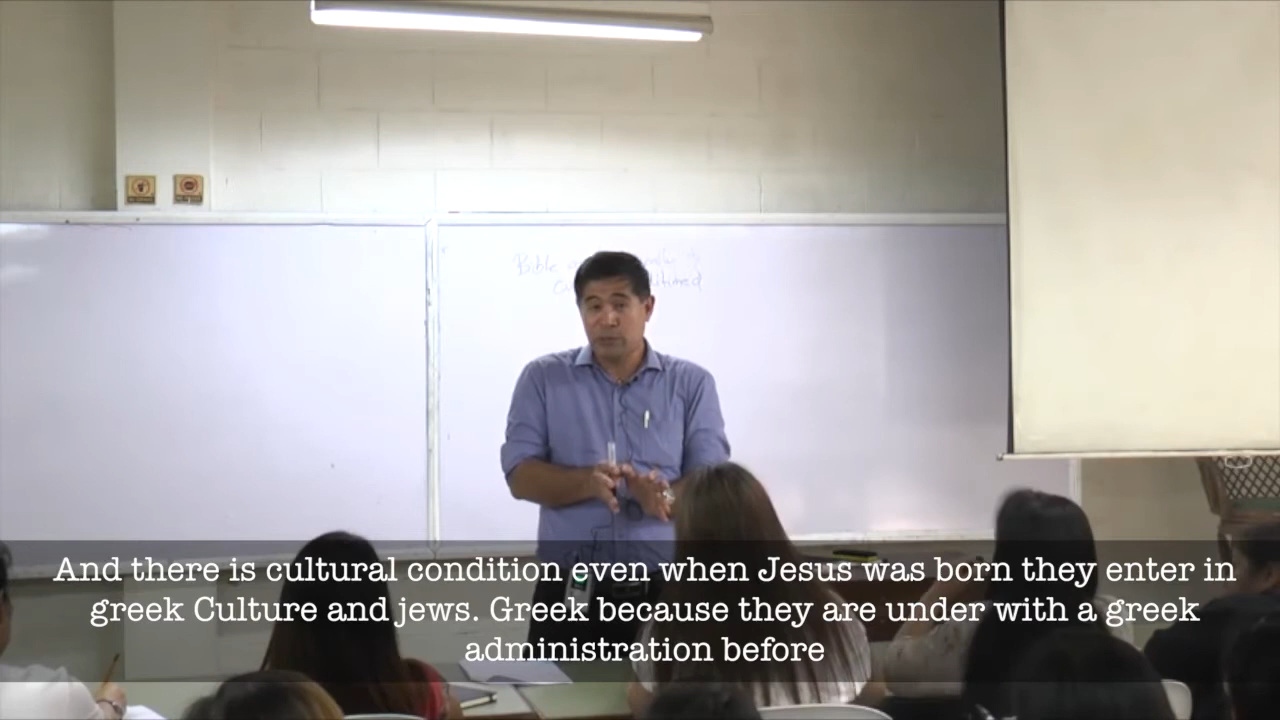 Bible
And there is cultural condition even when Jesus was born they enter in
greek Culture and jews. Greek because they are under with a greek
administration before